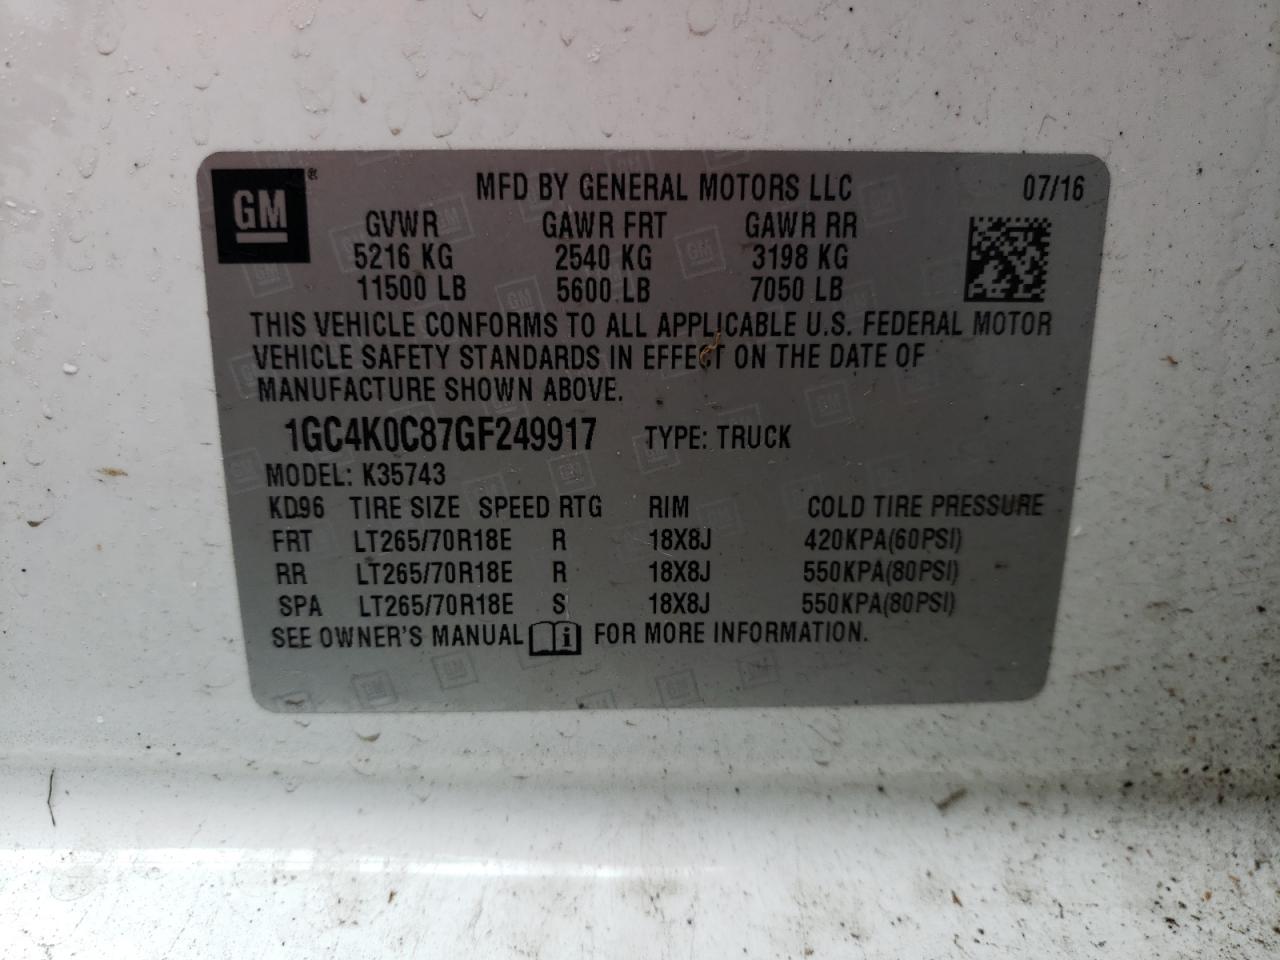 GM® MFD BY GENERAL MOTORS LLC 07/16
GVWR GAWR FRT GAWR RR
5216 KG 2540 KG 3198 KG
11500 LB 5600 LB 7050 LB
THIS VEHICLE CONFORMS TO ALL APPLICABLE U.S. FEDERAL MOTOR
VEHICLE SAFETY STANDARDS IN EFFECT ON THE DATE OF
MANUFACTURE SHOWN ABOVE.
1GC4K0C87GF249917 TYPE: TRUCK
MODEL: K35743
KD96 TIRE SIZE SPEED RTG RIM COLD TIRE PRESSURE
FRT LT265/70R18E R 18X8J 420KPA(60PSI)
RR LT265/70R18E R 18X8J 550KPA(80PSI)
SPA LT265/70R18E S 18X8J 550KPA(80PSI)
SEE OWNER'S MANUAL i FOR MORE INFORMATION.